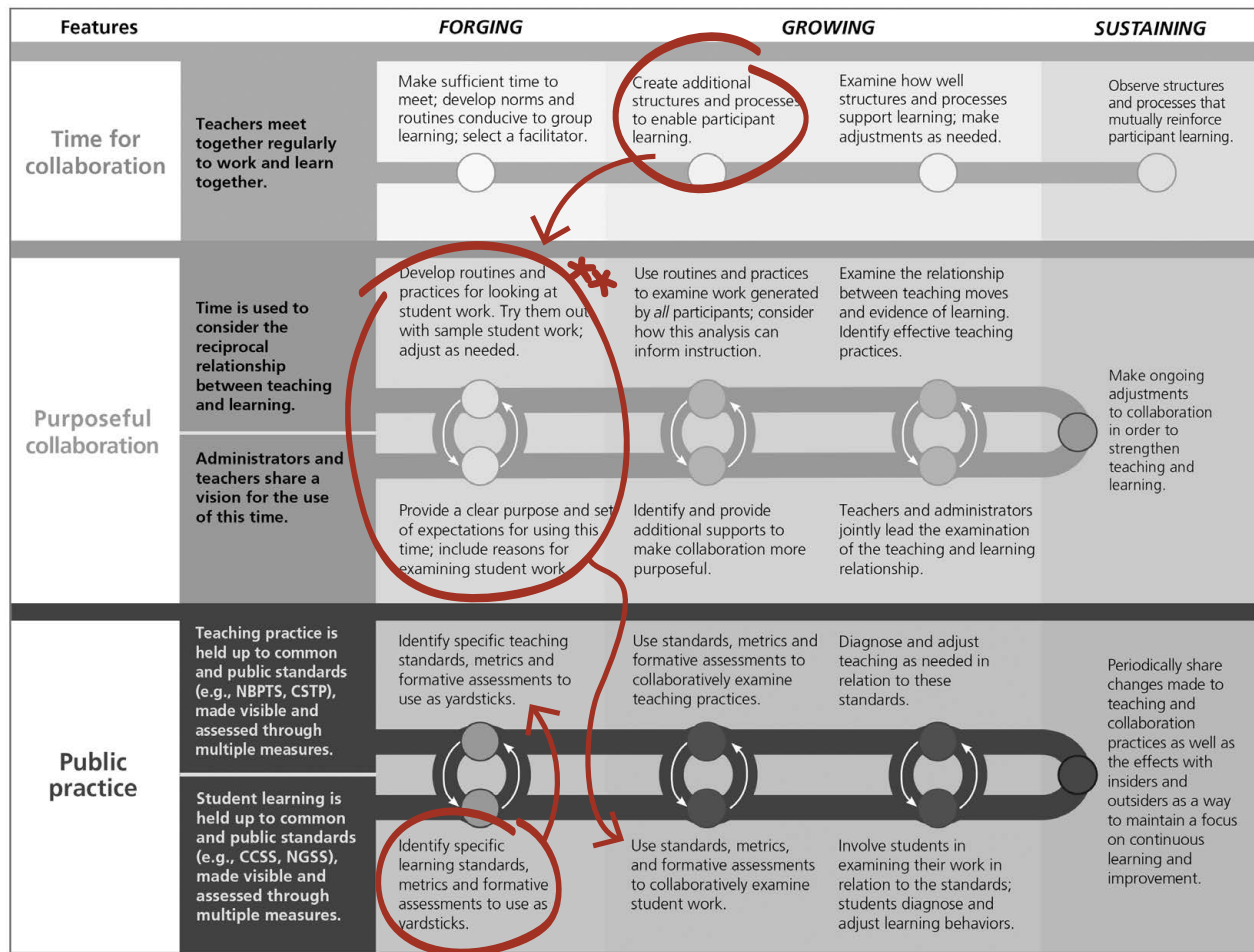 Features
FORGING
GROWING
SUSTAINING
Time for
collaboration
Teachers meet
together regularly
to work and learn
together.
Make sufficient time to
meet; develop norms and
routines conducive to group
learning; select a facilitator.
Create additional
structures and processes
to enable participant
learning.
Examine how well
structures and processes
support learning; make
adjustments as needed.
Observe structures
and processes that
mutually reinforce
participant learning.
Purposeful
collaboration
Time is used to
consider the
reciprocal
relationship
between teaching
and learning.
Develop routines and
practices for looking at
student work. Try them out
with sample student work;
adjust as needed.
Use routines and practices
to examine work generated
by all participants; consider
how this analysis can
inform instruction.
Examine the relationship
between teaching moves
and evidence of learning.
Identify effective teaching
practices.
Make ongoing
adjustments
to collaboration
in order to
strengthen
teaching and
learning.
Administrators and
teachers share a
vision for the use
of this time.
Provide a clear purpose and set
of expectations for using this
time; include reasons for
examining student work.
Identify and provide
additional supports to
make collaboration more
purposeful.
Teachers and administrators
jointly lead the examination
of the teaching and learning
relationship.
Public
practice
Teaching practice is
held up to common
and public standards
(e.g., NBPTS, CSTP),
made visible and
assessed through
multiple measures.
Identify specific teaching
standards, metrics and
formative assessments to
use as yardsticks.
Use standards, metrics and
formative assessments to
collaboratively examine
teaching practices.
Diagnose and adjust
teaching as needed in
relation to these
standards.
Periodically share
changes made to
teaching and
collaboration
practices as well as
the effects with
insiders and
outsiders as a way
to maintain a focus
on continuous
learning and
improvement.
Student learning is
held up to common
and public standards
(e.g., CCSS, NGSS),
made visible and
assessed through
multiple measures.
Identify specific
learning standards,
metrics and formative
assessments to use as
yardsticks.
Use standards, metrics,
and formative assessments
to collaboratively examine
student work.
Involve students in
examining their work in
relation to the standards;
students diagnose and
adjust learning behaviors.